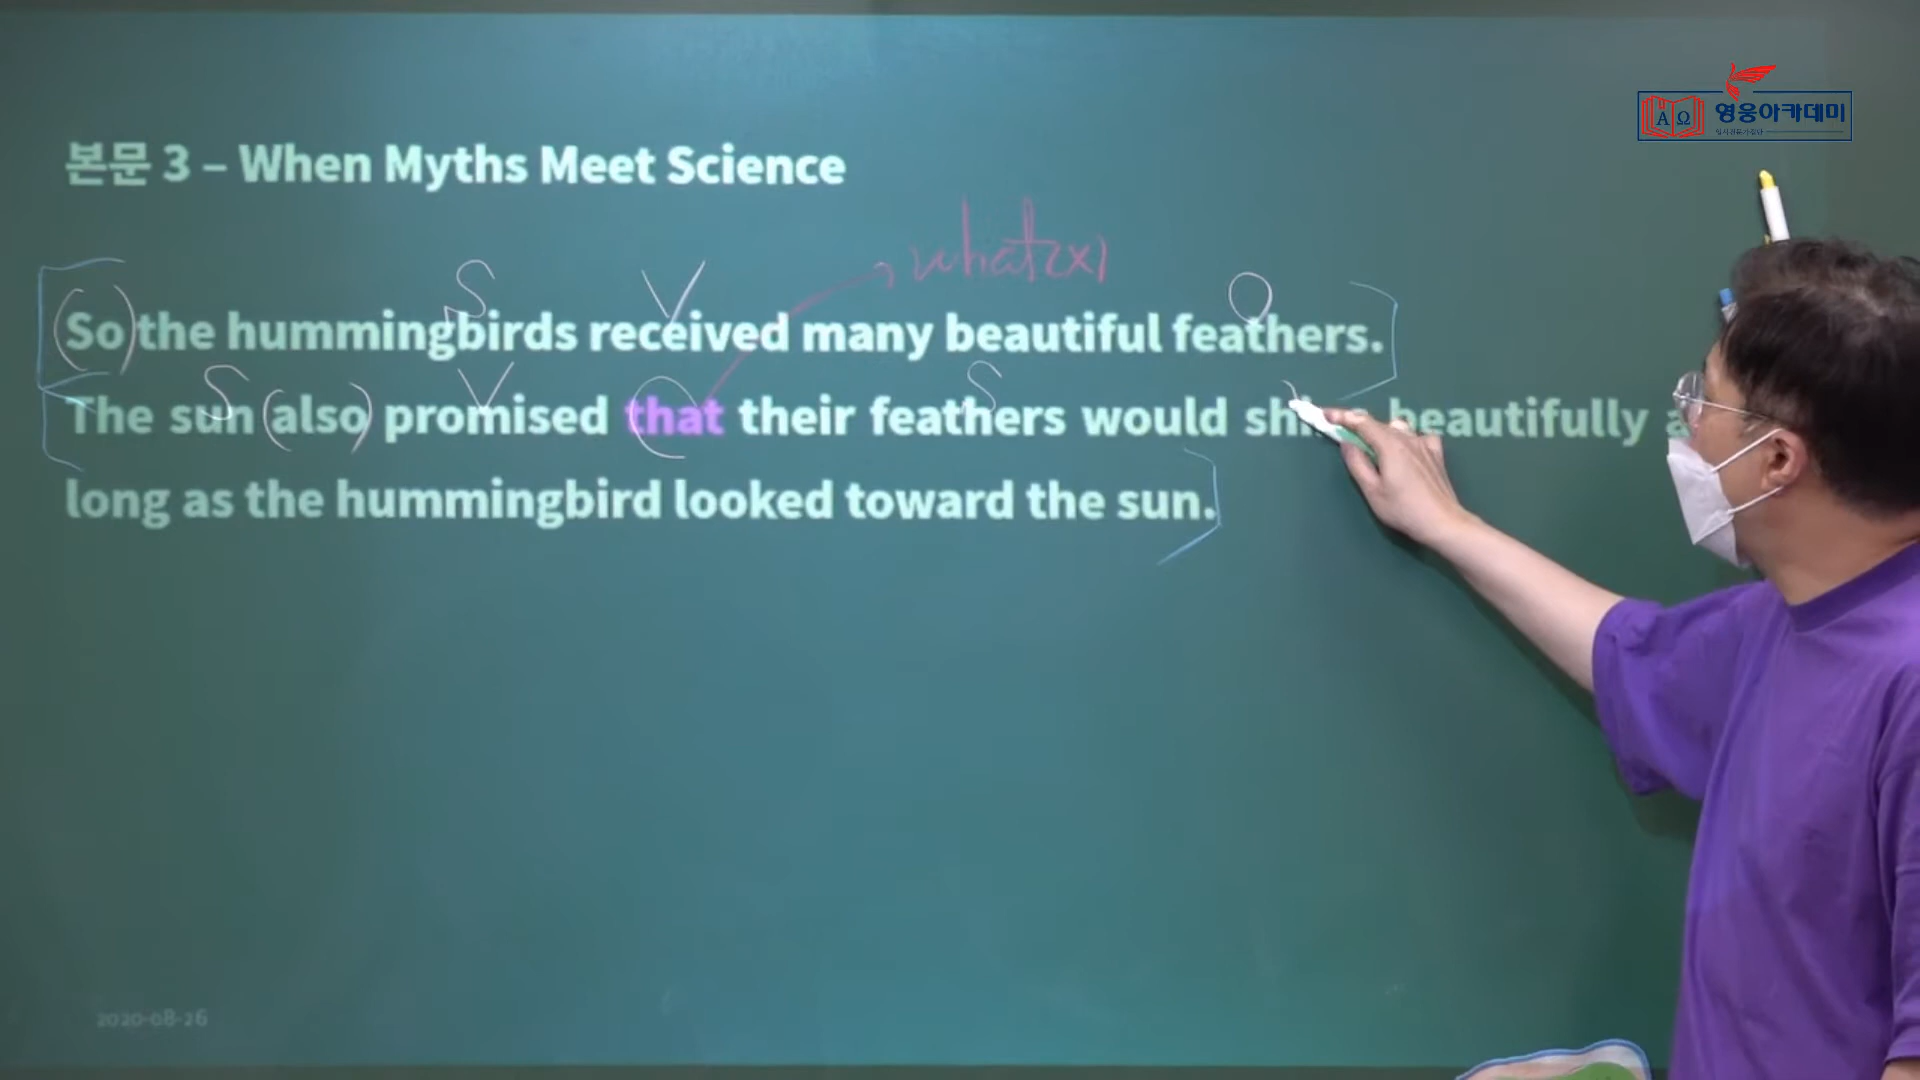 영웅아카데미
A Ω
본문 3 – When Myths Meet Science
what(x)
S V O
(So) the hummingbirds received many beautiful feathers.
S V S
The sun (also) promised that their feathers would shine beautifully a
long as the hummingbird looked toward the sun.
2020-08-26